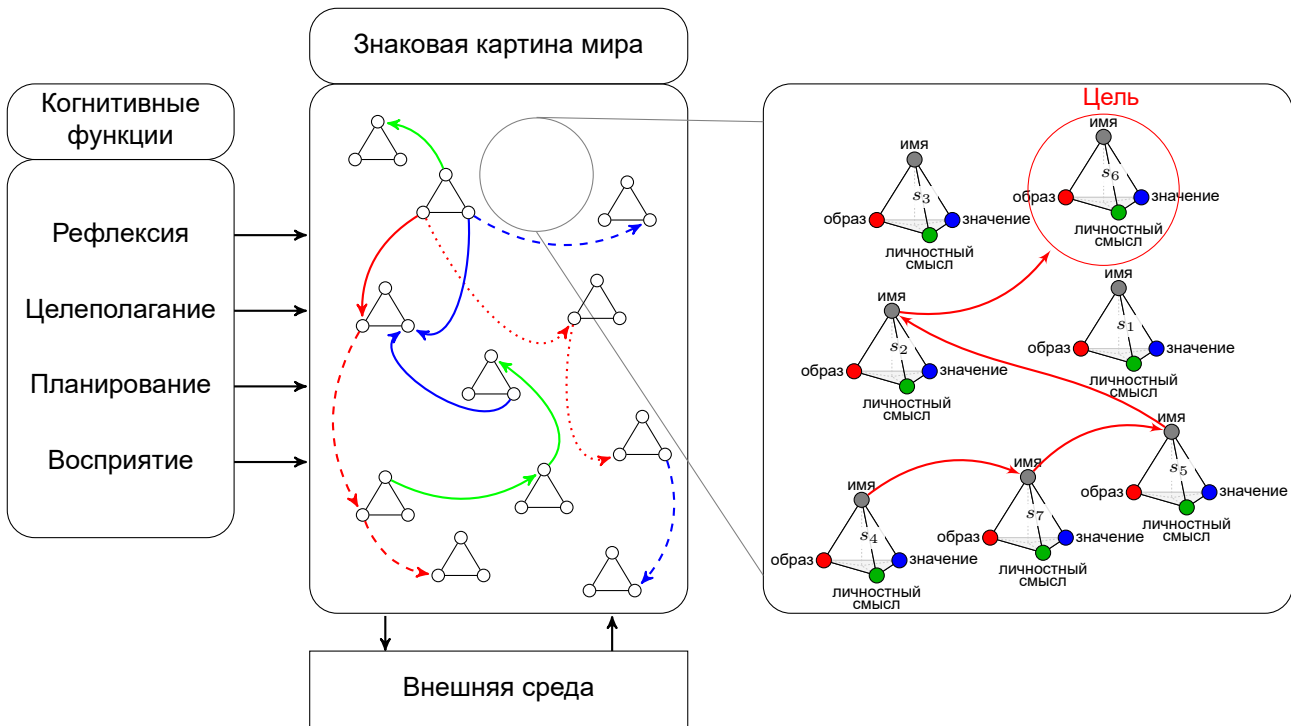 Знаковая картина мира
Когнитивные
функции
Рефлексия
Целеполагание
Планирование
Восприятие
Внешняя среда
Цель
имя
s₆
образ
значение
личностный
смысл
имя
s₃
образ
значение
личностный
смысл
имя
s₁
образ
значение
личностный
смысл
имя
s₂
образ
значение
личностный
смысл
имя
s₅
образ
значение
личностный
смысл
имя
s₇
образ
значение
личностный
смысл
имя
s₄
образ
значение
личностный
смысл